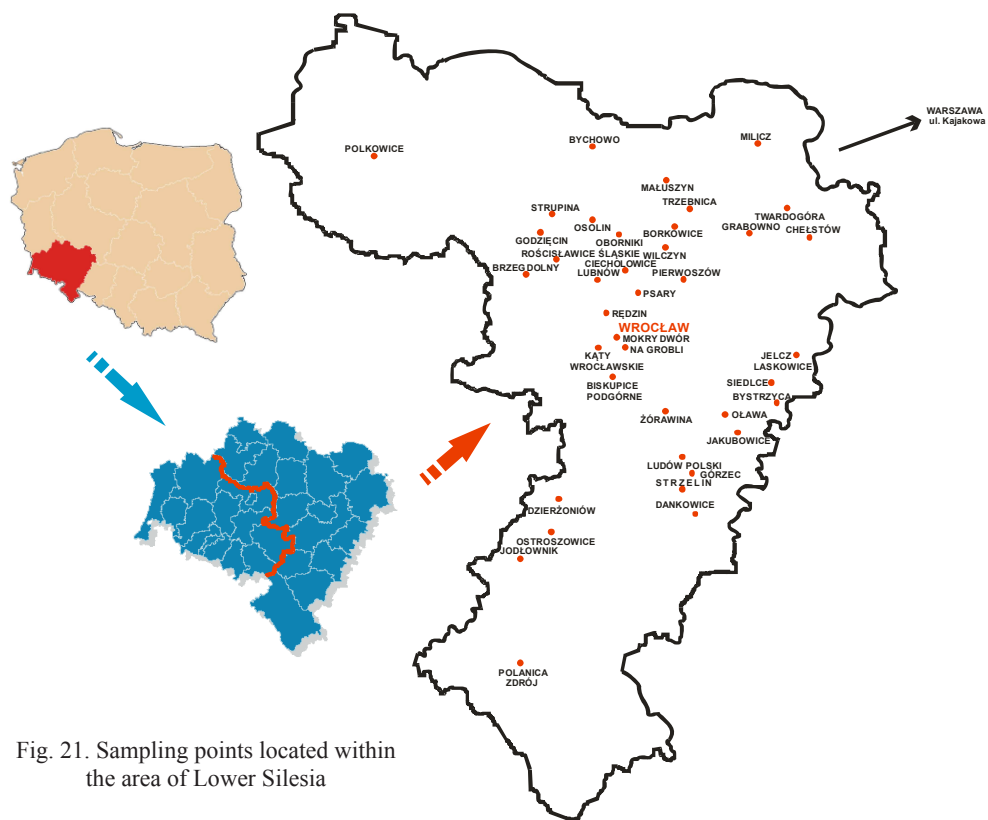 WARSZAWA
ul. Kajakowa
POLKOWICE
BYCHOWO
MILICZ
MAŁUSZYN
TRZEBNICA
STRUPINA
OSOLIN
TWARDOGÓRA
GODZIĘCIN
OBORNIKI
ŚLĄSKIE
BORKOWICE
GRABOWNO
CHEŁSTÓW
ROŚCISŁAWICE
WILCZYN
CIECHOLOWICE
BRZEG DOLNY
LUBNÓW
PIERWOSZÓW
PSARY
RĘDZIN
WROCŁAW
MOKRY DWÓR
NA GROBLI
KĄTY
WROCŁAWSKIE
JELCZ
LASKOWICE
BISKUPICE
PODGÓRNE
SIEDLCE
BYSTRZYCA
ŻÓRAWINA
OŁAWA
JAKUBOWICE
LUDÓW POLSKI
GÓRZEC
STRZELIN
DZIERŻONIÓW
DANKOWICE
OSTROSZOWICE
JODŁOWNIK
POLANICA
ZDRÓJ
Fig. 21. Sampling points located within
the area of Lower Silesia